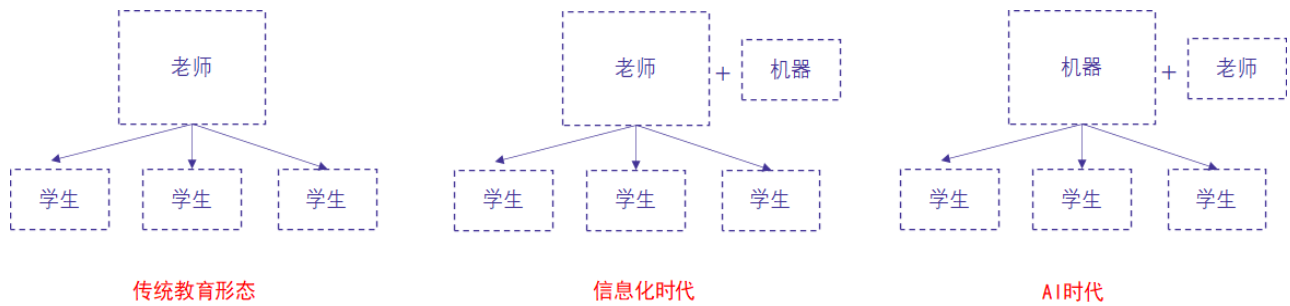 老师
学生 学生 学生
传统教育形态
老师 + 机器
学生 学生 学生
信息化时代
机器 + 老师
学生 学生 学生
AI时代